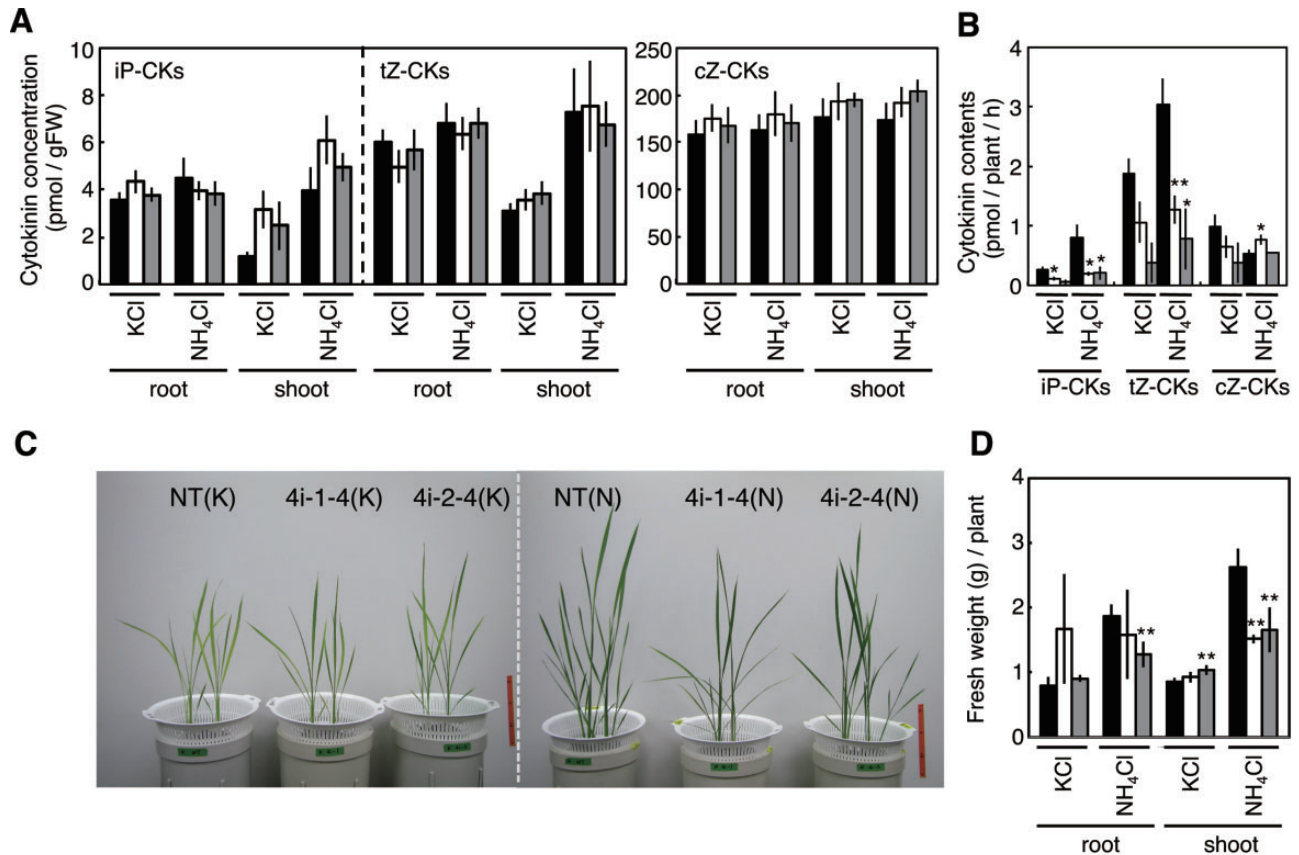 A
Cytokinin concentration
(pmol / gFW)
10
8
6
4
2
0
iP-CKs
tZ-CKs
KCl
NH4Cl
KCl
NH4Cl
KCl
NH4Cl
KCl
NH4Cl
root
shoot
root
shoot
250
200
150
100
50
0
cZ-CKs
KCl
NH4Cl
KCl
NH4Cl
root
shoot
B
Cytokinin contents
(pmol / plant / h)
4
3
2
1
0
*
*
*
**
*
*
KCl
NH4Cl
KCl
NH4Cl
KCl
NH4Cl
iP-CKs
tZ-CKs
cZ-CKs
C
NT(K)
4i-1-4(K)
4i-2-4(K)
NT(N)
4i-1-4(N)
4i-2-4(N)
D
Fresh weight (g) / plant
4
3
2
1
0
**
**
**
**
KCl
NH4Cl
KCl
NH4Cl
root
shoot